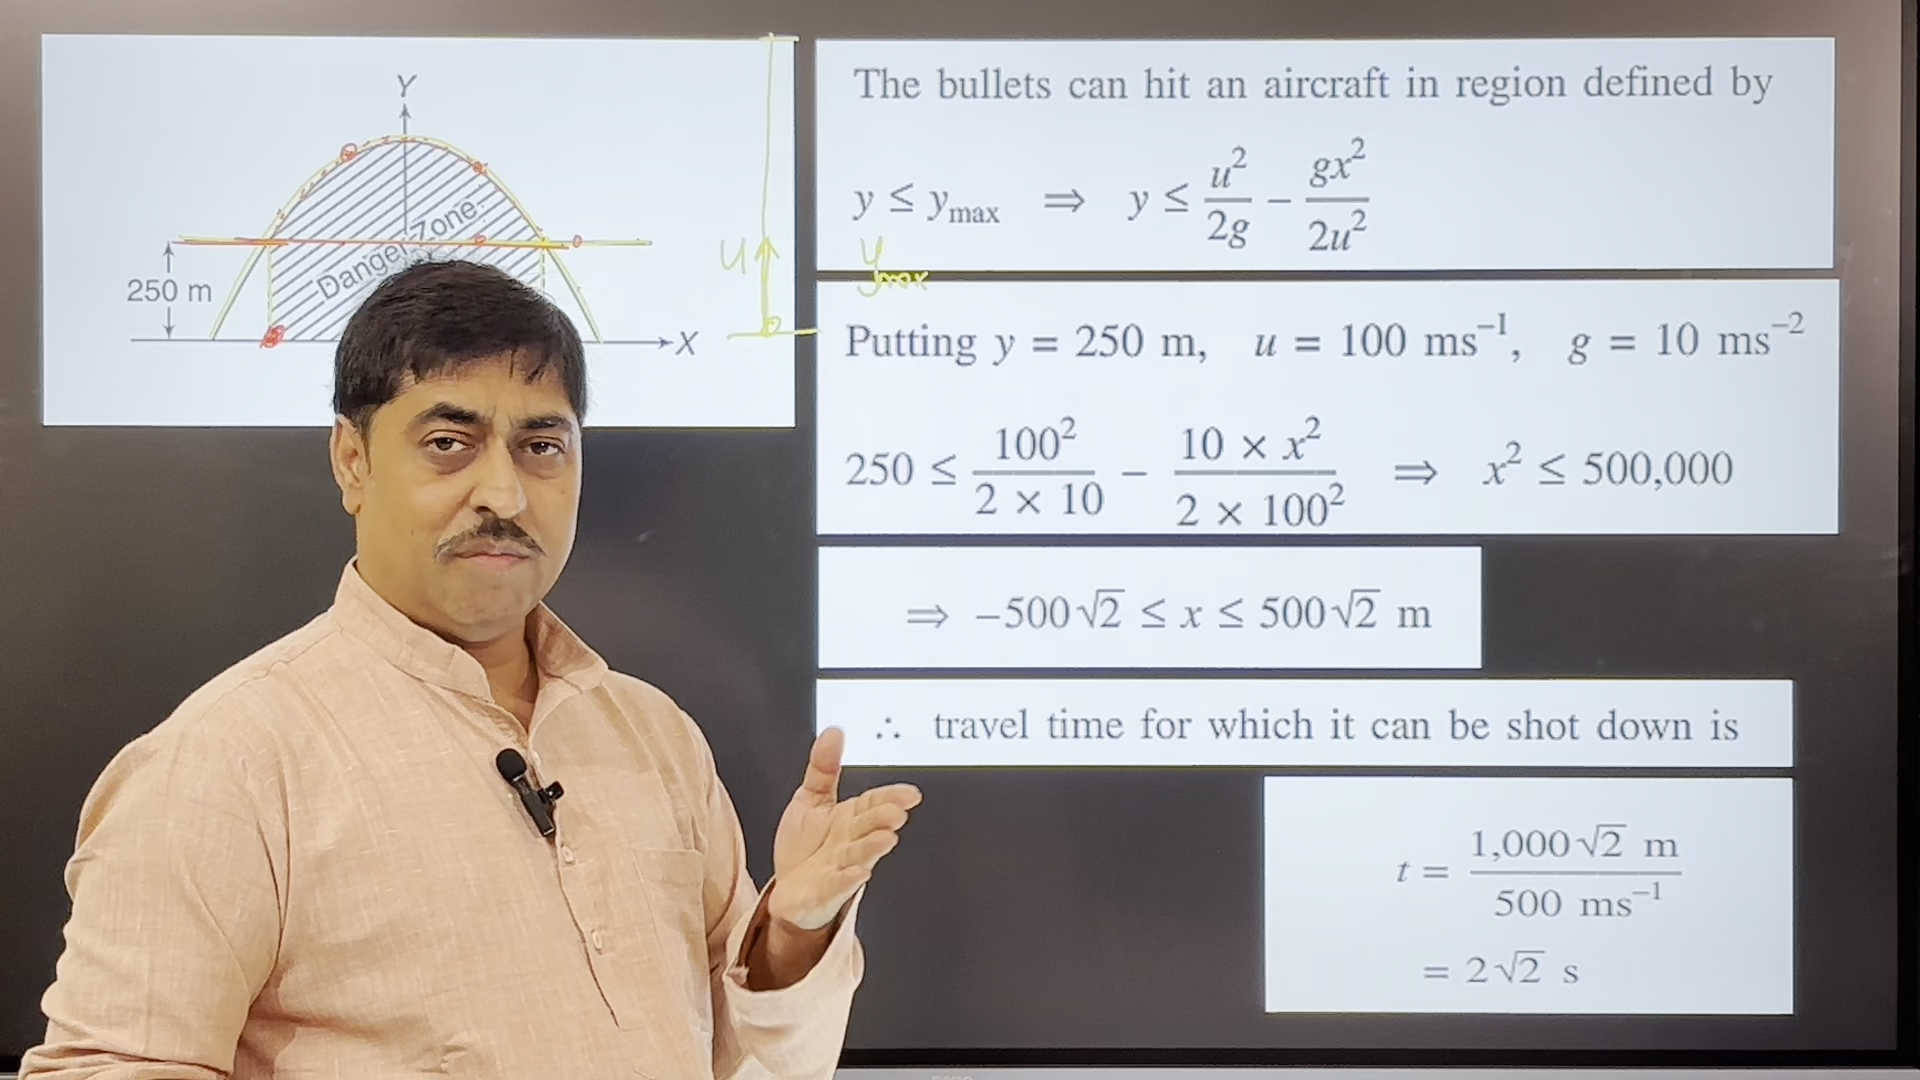 Y
Danger Zone
250 m
X
u
The bullets can hit an aircraft in region defined by
y ≤ y_max ⇒ y ≤ u²/2g − gx²/2u²
y_max
Putting y = 250 m, u = 100 ms⁻¹, g = 10 ms⁻²
250 ≤ 100²/(2 × 10) − (10 × x²)/(2 × 100²) ⇒ x² ≤ 500,000
⇒ −500√2 ≤ x ≤ 500√2 m
∴ travel time for which it can be shot down is
t = 1,000√2 m / 500 ms⁻¹
= 2√2 s